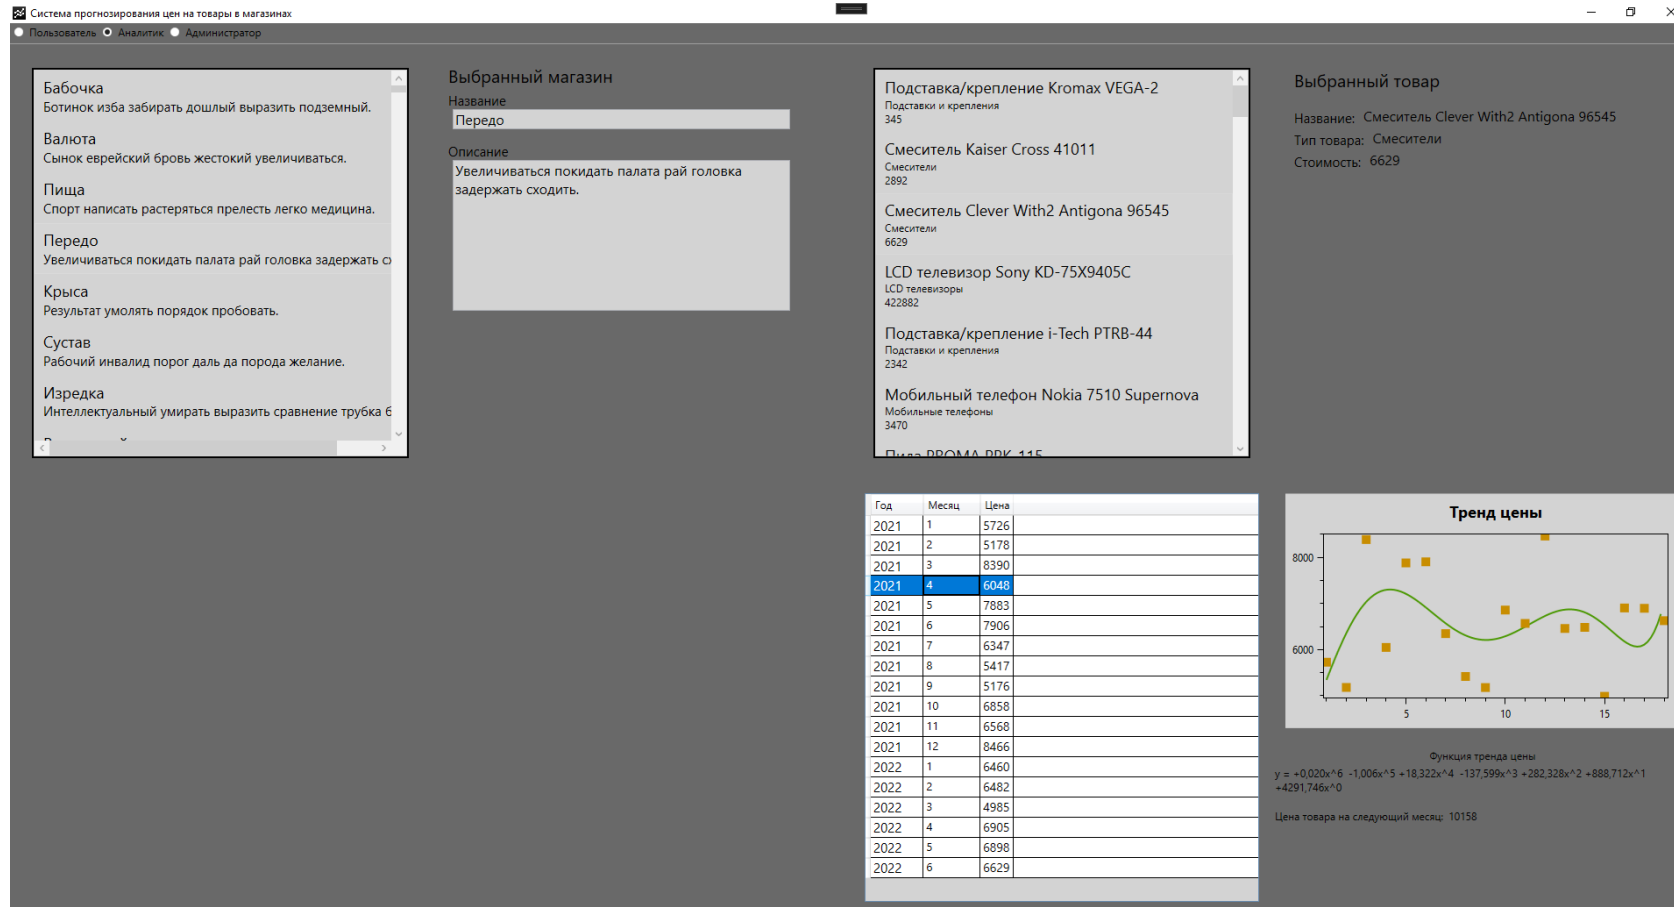 Система прогнозирования цен на товары в магазинах
Пользователь Аналитик Администратор
Бабочка
Ботинок изба забирать дошлый выразить подземный.
Валюта
Сынок еврейский бровь жестокий увеличиваться.
Пища
Спорт написать растеряться прелесть легко медицина.
Передо
Увеличиваться покидать палата рай головка задержать сх
Крыса
Результат умолять порядок пробовать.
Сустав
Рабочий инвалид порог даль да порода желание.
Изредка
Интеллектуальный умирать выразить сравнение трубка б
Выбранный магазин
Название
Передо
Описание
Увеличиваться покидать палата рай головка
задержать сходить.
Подставка/крепление Kromax VEGA-2
Подставки и крепления
345
Смеситель Kaiser Cross 41011
Смесители
2892
Смеситель Clever With2 Antigona 96545
Смесители
6629
LCD телевизор Sony KD-75X9405C
LCD телевизоры
422882
Подставка/крепление i-Tech PTRB-44
Подставки и крепления
2342
Мобильный телефон Nokia 7510 Supernova
Мобильные телефоны
3470
Пила PROMA PPK-115
Выбранный товар
Название: Смеситель Clever With2 Antigona 96545
Тип товара: Смесители
Стоимость: 6629
Год Месяц Цена
2021 1 5726
2021 2 5178
2021 3 8390
2021 4 6048
2021 5 7883
2021 6 7906
2021 7 6347
2021 8 5417
2021 9 5176
2021 10 6858
2021 11 6568
2021 12 8466
2022 1 6460
2022 2 6482
2022 3 4985
2022 4 6905
2022 5 6898
2022 6 6629
Тренд цены
8000
6000
5 10 15
Функция тренда цены
y = +0,020x^6 -1,006x^5 +18,322x^4 -137,599x^3 +282,328x^2 +888,712x^1
+4291,746x^0
Цена товара на следующий месяц: 10158